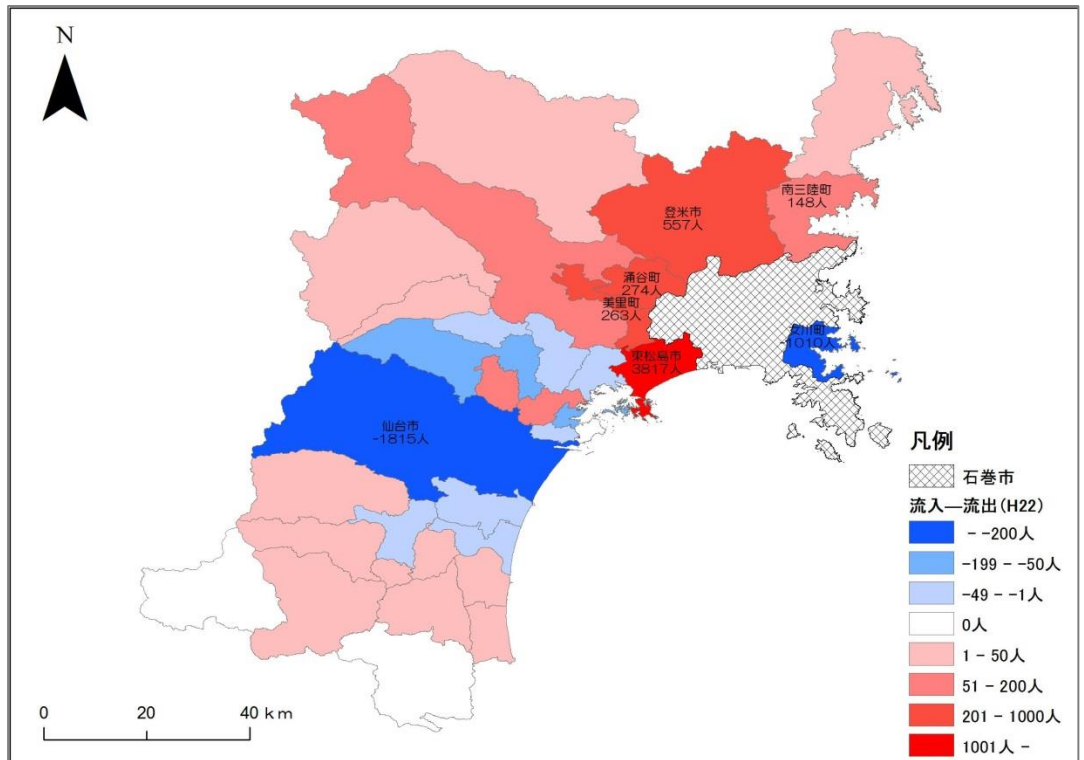 N
南三陸町
148人
登米市
557人
涌谷町
274人
美里町
263人
女川町
-1010人
東松島市
3817人
仙台市
-1815人
凡例
石巻市
流入―流出(H22)
- -200人
-199 - -50人
-49 - -1人
0人
1 - 50人
51 - 200人
201 - 1000人
1001人 -
0 20 40 km